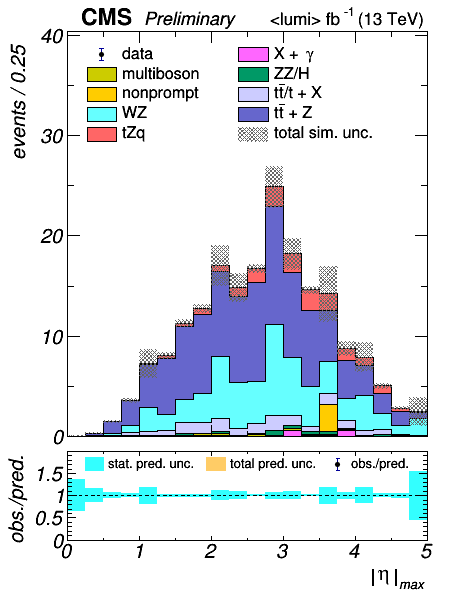 CMS Preliminary <lumi> fb⁻¹ (13 TeV)
events / 0.25
40
30
20
10
0
data
multiboson
nonprompt
WZ
tZq
X + γ
ZZ/H
tt̄/t + X
tt̄ + Z
total sim. unc.
obs./pred.
1.5
1
0.5
0
stat. pred. unc. total pred. unc. obs./pred.
0 1 2 3 4 5
|η|max